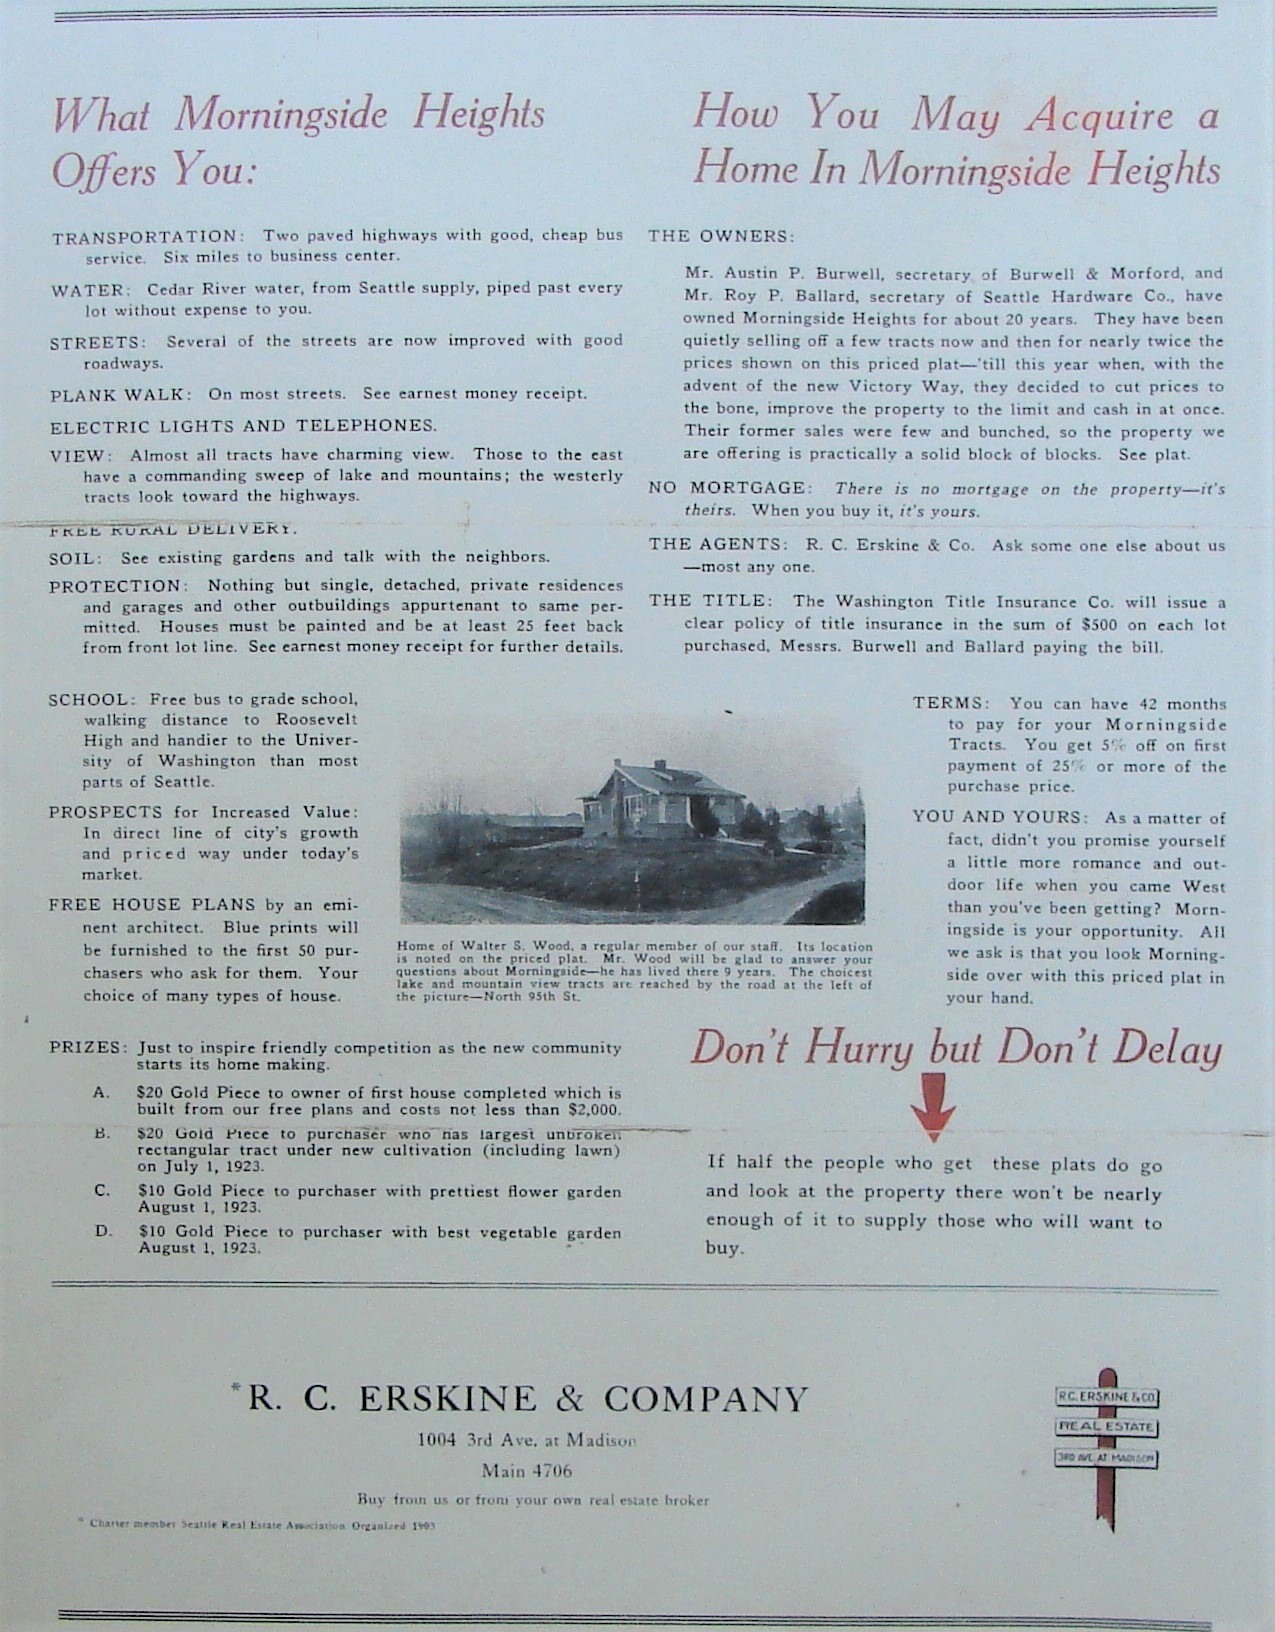 What Morningside Heights
Offers You:
TRANSPORTATION: Two paved highways with good, cheap bus
service. Six miles to business center.
WATER: Cedar River water, from Seattle supply, piped past every
lot without expense to you.
STREETS: Several of the streets are now improved with good
roadways.
PLANK WALK: On most streets. See earnest money receipt.
ELECTRIC LIGHTS AND TELEPHONES.
VIEW: Almost all tracts have charming view. Those to the east
have a commanding sweep of lake and mountains; the westerly
tracts look toward the highways.
FREE RURAL DELIVERY.
SOIL: See existing gardens and talk with the neighbors.
PROTECTION: Nothing but single, detached, private residences
and garages and other outbuildings appurtenant to same per-
mitted. Houses must be painted and be at least 25 feet back
from front lot line. See earnest money receipt for further details.
SCHOOL: Free bus to grade school,
walking distance to Roosevelt
High and handier to the Univer-
sity of Washington than most
parts of Seattle.
PROSPECTS for Increased Value:
In direct line of city's growth
and priced way under today's
market.
FREE HOUSE PLANS by an emi-
nent architect. Blue prints will
be furnished to the first 50 pur-
chasers who ask for them. Your
choice of many types of house.
PRIZES: Just to inspire friendly competition as the new community
starts its home making.
A. $20 Gold Piece to owner of first house completed which is
built from our free plans and costs not less than $2,000.
B. $20 Gold Piece to purchaser who has largest unbroken
rectangular tract under new cultivation (including lawn)
on July 1, 1923.
C. $10 Gold Piece to purchaser with prettiest flower garden
August 1, 1923.
D. $10 Gold Piece to purchaser with best vegetable garden
August 1, 1923.
Home of Walter S. Wood, a regular member of our staff. Its location
is noted on the priced plat. Mr. Wood will be glad to answer your
questions about Morningside—he has lived there 9 years. The choicest
lake and mountain view tracts are reached by the road at the left of
the picture—North 95th St.
How You May Acquire a
Home In Morningside Heights
THE OWNERS:
Mr. Austin P. Burwell, secretary of Burwell & Morford, and
Mr. Roy P. Ballard, secretary of Seattle Hardware Co., have
owned Morningside Heights for about 20 years. They have been
quietly selling off a few tracts now and then for nearly twice the
prices shown on this priced plat—'till this year when, with the
advent of the new Victory Way, they decided to cut prices to
the bone, improve the property to the limit and cash in at once.
Their former sales were few and bunched, so the property we
are offering is practically a solid block of blocks. See plat.
NO MORTGAGE: There is no mortgage on the property—it's
theirs. When you buy it, it's yours.
THE AGENTS: R. C. Erskine & Co. Ask some one else about us
—most any one.
THE TITLE: The Washington Title Insurance Co. will issue a
clear policy of title insurance in the sum of $500 on each lot
purchased, Messrs. Burwell and Ballard paying the bill.
TERMS: You can have 42 months
to pay for your Morningside
Tracts. You get 5% off on first
payment of 25% or more of the
purchase price.
YOU AND YOURS: As a matter of
fact, didn't you promise yourself
a little more romance and out-
door life when you came West
than you've been getting? Morn-
ingside is your opportunity. All
we ask is that you look Morning-
side over with this priced plat in
your hand.
Don't Hurry but Don't Delay
If half the people who get these plats do go
and look at the property there won't be nearly
enough of it to supply those who will want to
buy.
*R. C. ERSKINE & COMPANY
1004 3rd Ave. at Madison
Main 4706
Buy from us or from your own real estate broker
* Charter member Seattle Real Estate Association Organized 1903
R.C. ERSKINE & CO.
REAL ESTATE
3RD AVE. AT MADISON